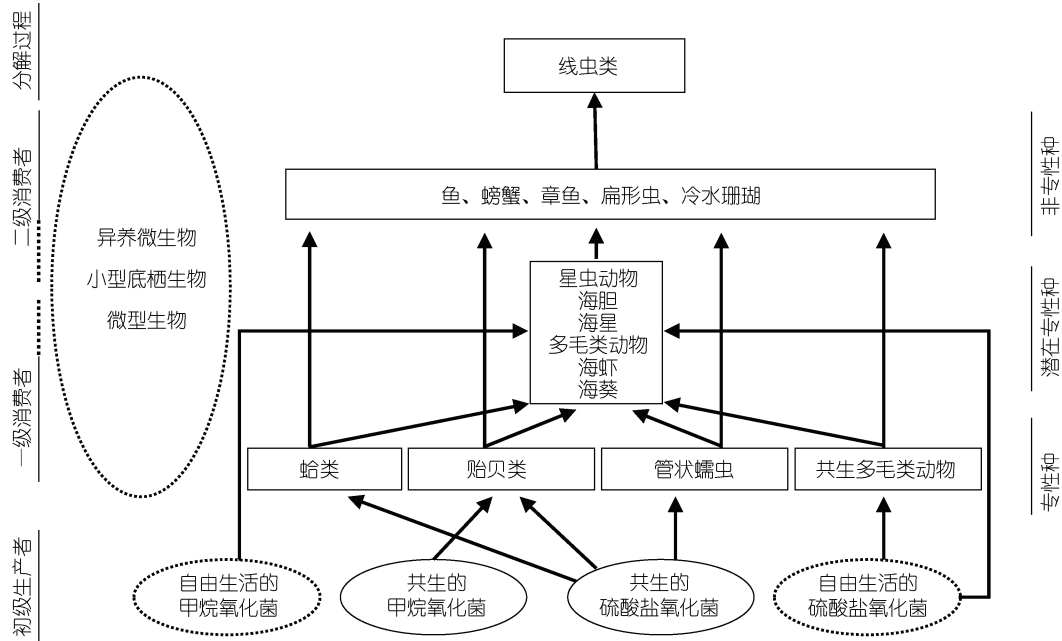 分解过程
二级消费者
一级消费者
初级生产者
线虫类
鱼、螃蟹、章鱼、扁形虫、冷水珊瑚
异养微生物
小型底栖生物
微型生物
星虫动物
海胆
海星
多毛类动物
海虾
海葵
蛤类
贻贝类
管状蠕虫
共生多毛类动物
自由生活的
甲烷氧化菌
共生的
甲烷氧化菌
共生的
硫酸盐氧化菌
自由生活的
硫酸盐氧化菌
非专性种
潜在专性种
专性种